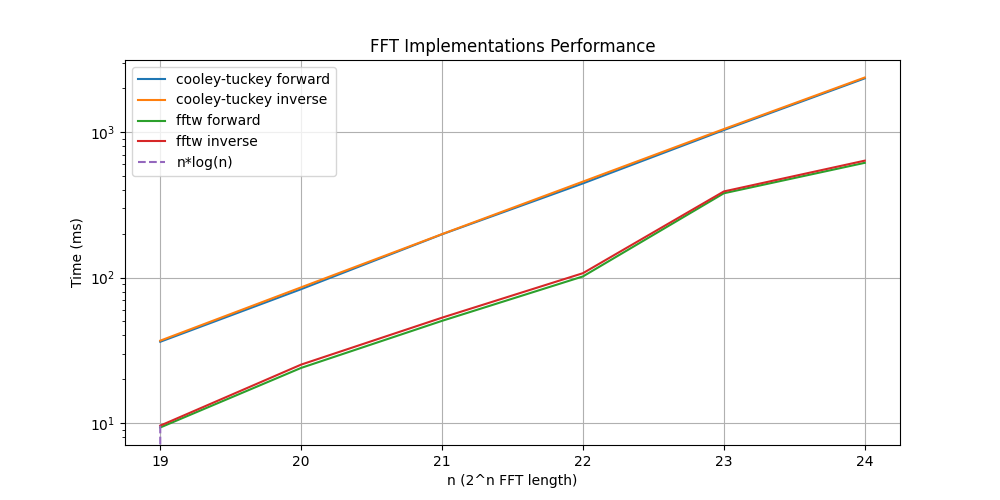 FFT Implementations Performance
cooley-tuckey forward
cooley-tuckey inverse
fftw forward
fftw inverse
n*log(n)
Time (ms)
10^3
10^2
10^1
19 20 21 22 23 24
n (2^n FFT length)